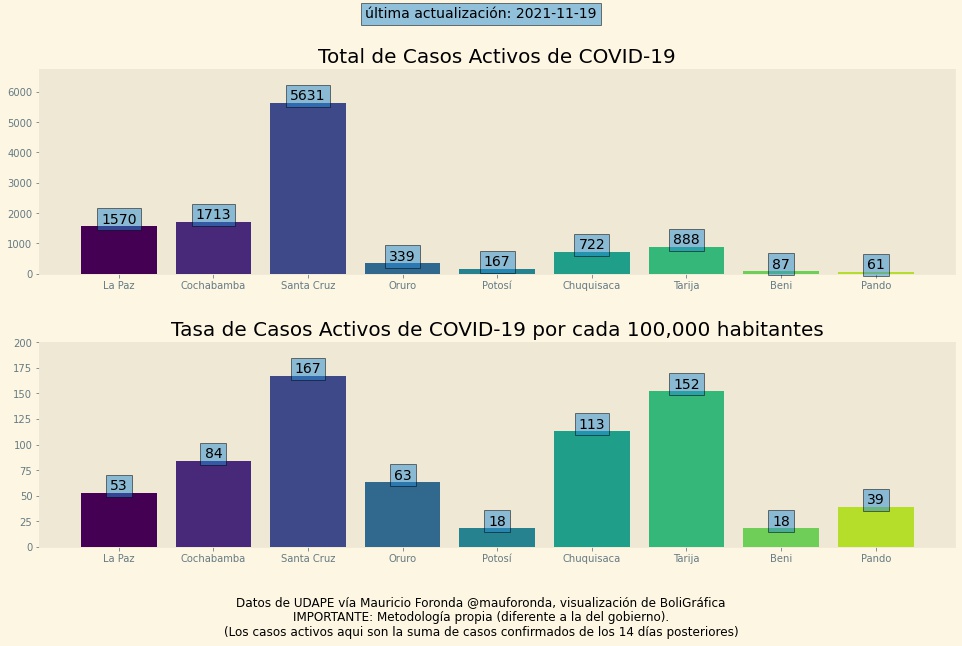 última actualización: 2021-11-19
Total de Casos Activos de COVID-19
6000
5000
4000
3000
2000
1000
0
1570
1713
5631
339
167
722
888
87
61
La Paz
Cochabamba
Santa Cruz
Oruro
Potosí
Chuquisaca
Tarija
Beni
Pando
Tasa de Casos Activos de COVID-19 por cada 100,000 habitantes
200
175
150
125
100
75
50
25
0
53
84
167
63
18
113
152
18
39
La Paz
Cochabamba
Santa Cruz
Oruro
Potosí
Chuquisaca
Tarija
Beni
Pando
Datos de UDAPE vía Mauricio Foronda @mauforonda, visualización de BoliGráfica
IMPORTANTE: Metodología propia (diferente a la del gobierno).
(Los casos activos aqui son la suma de casos confirmados de los 14 días posteriores)